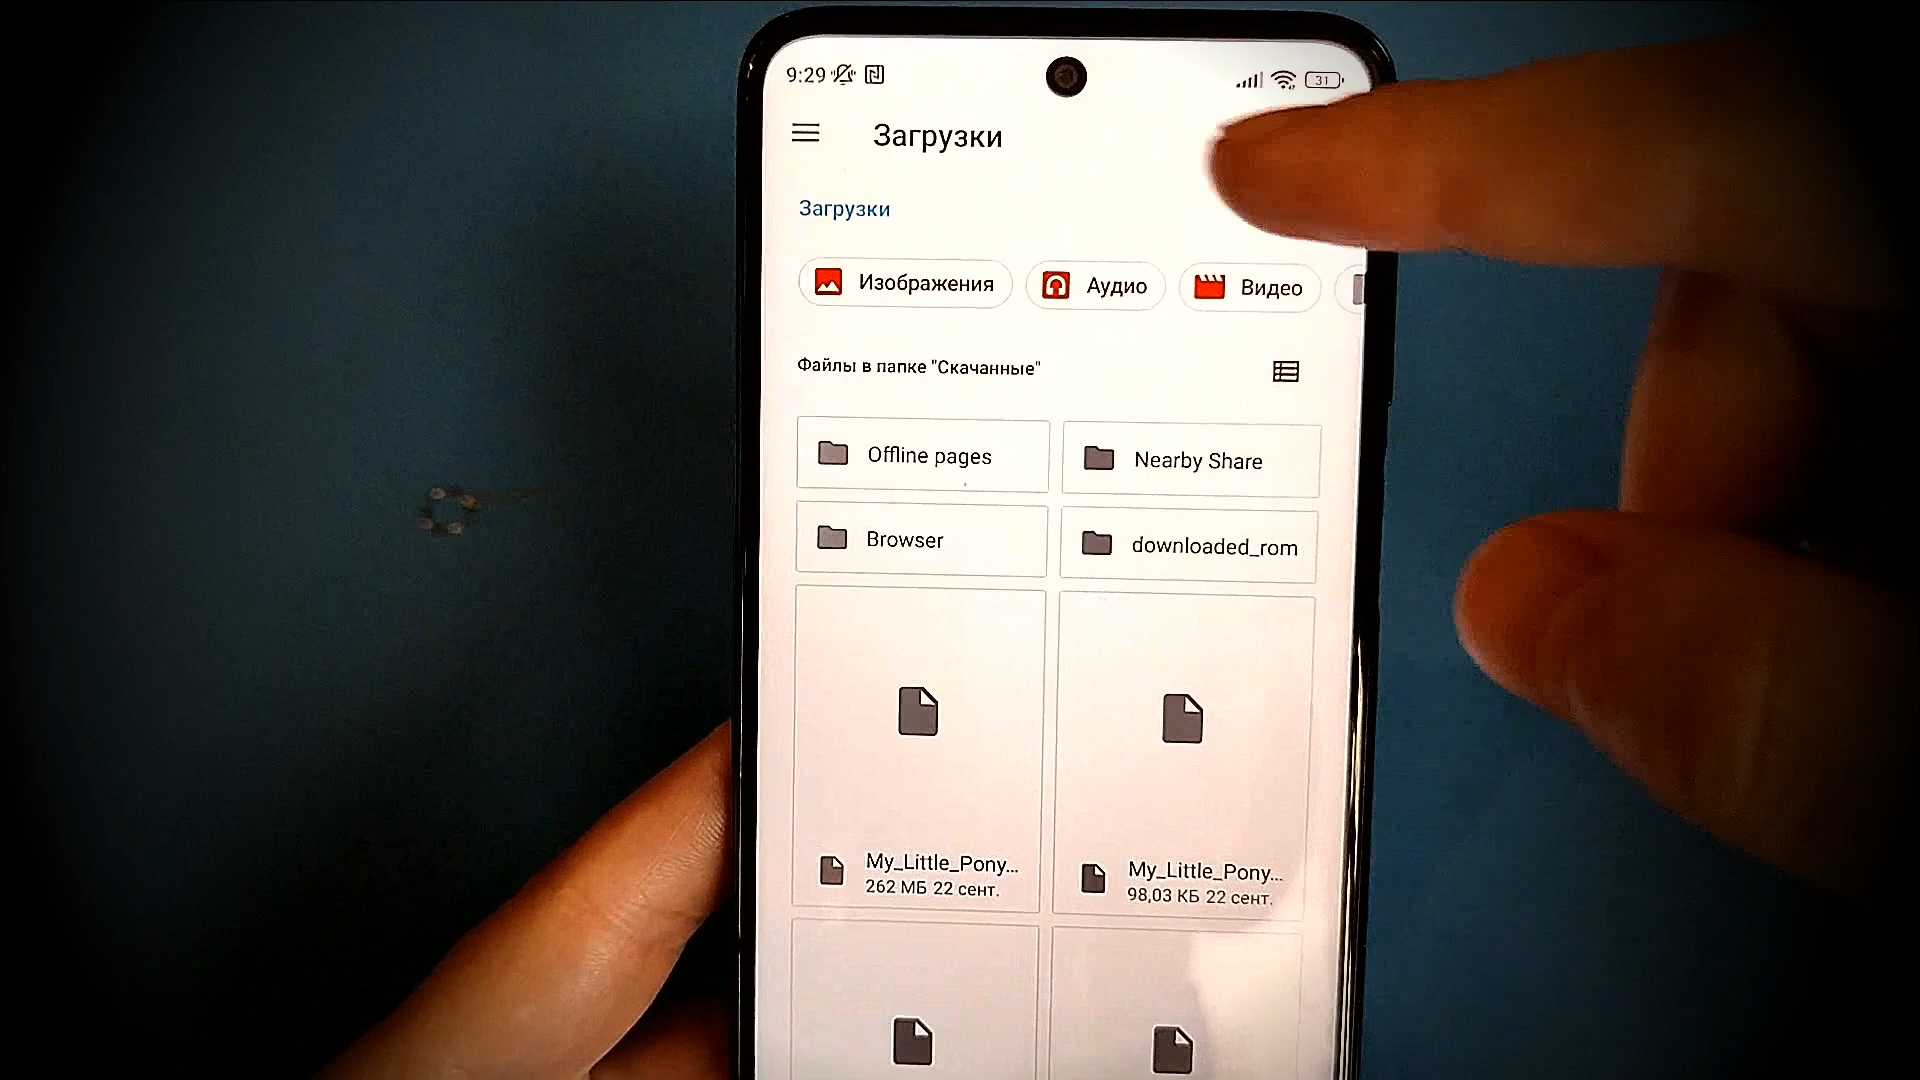 9:29 31
Загрузки
Загрузки
Изображения Аудио Видео
Файлы в папке "Скачанные"
Offline pages Nearby Share
Browser downloaded_rom
My_Little_Pony... My_Little_Pony...
262 МБ 22 сент. 98,03 КБ 22 сент.